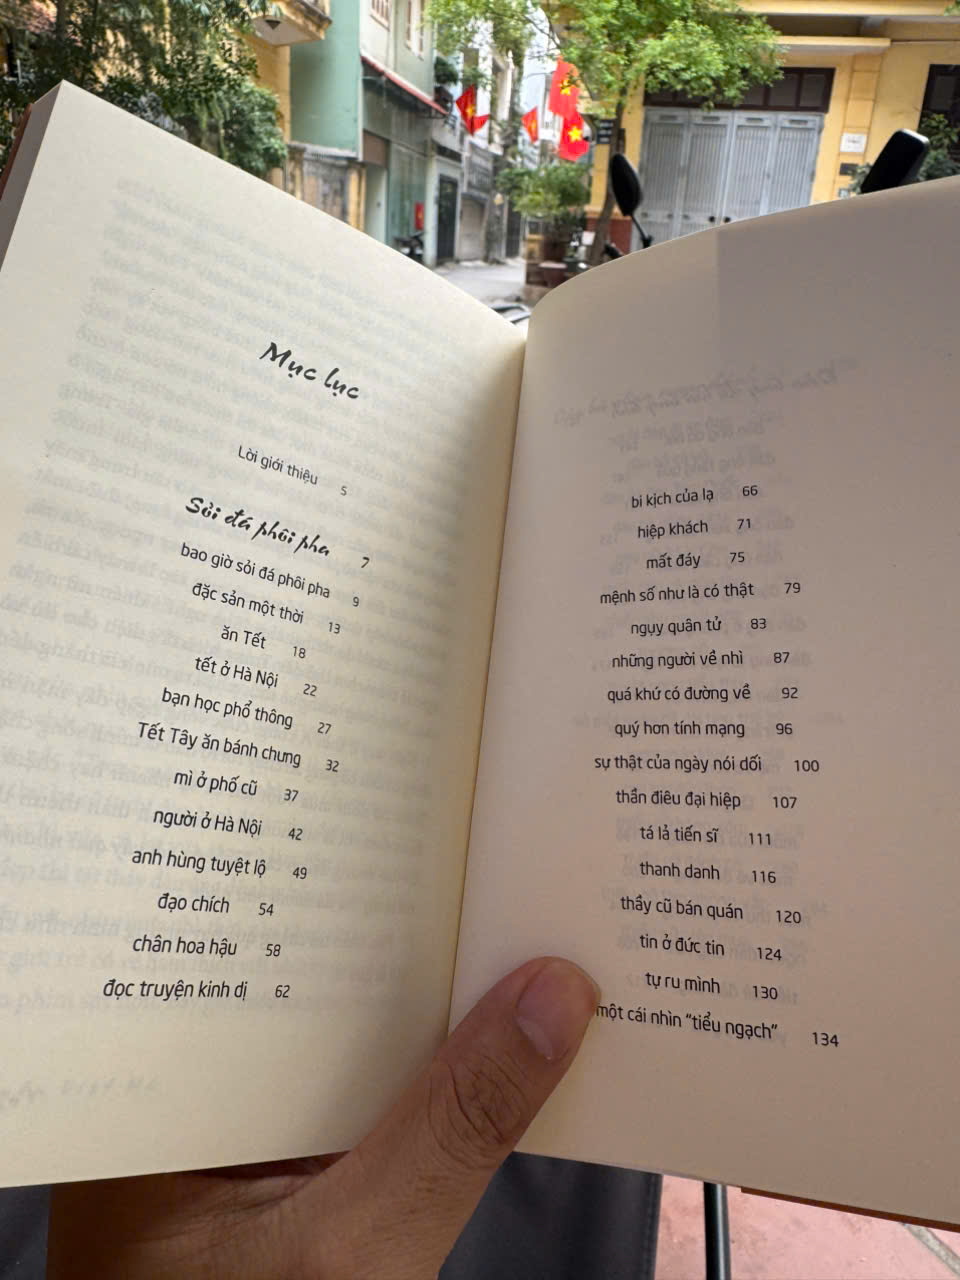 Mục lục
Lời giới thiệu 5
Sỏi đá phôi pha 7
bao giờ sỏi đá phôi pha 9
đặc sản một thời 13
ăn Tết 18
tết ở Hà Nội 22
bạn học phổ thông 27
Tết Tây ăn bánh chưng 32
mì ở phố cũ 37
người ở Hà Nội 42
anh hùng tuyệt lộ 49
đạo chích 54
chân hoa hậu 58
đọc truyện kinh dị 62
bi kịch của lạ 66
hiệp khách 71
mất đáy 75
mệnh số như là có thật 79
ngụy quân tử 83
những người về nhì 87
quá khứ có đường về 92
quý hơn tính mạng 96
sự thật của ngày nói dối 100
thần điêu đại hiệp 107
tá lả tiến sĩ 111
thanh danh 116
thầy cũ bán quán 120
tin ở đức tin 124
tự ru mình 130
một cái nhìn “tiểu ngạch” 134